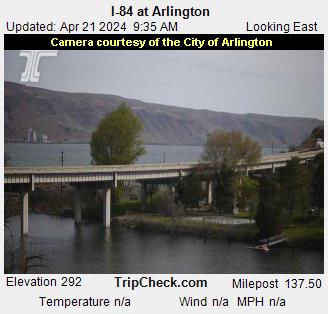 I-84 at Arlington
Updated: Apr 21 2024 9:35 AM Looking East
Camera courtesy of the City of Arlington
Elevation 292 TripCheck.com Milepost 137.50
Temperature n/a Wind n/a MPH n/a